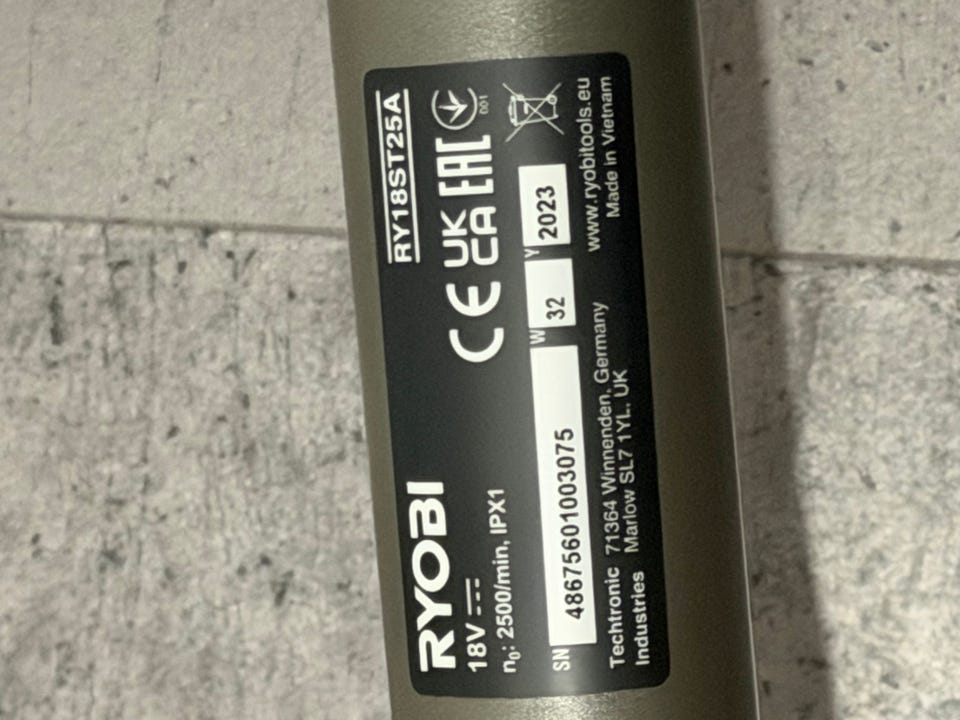 RYOBI
RY18ST25A
18V
n₀: 2500/min, IPX1
CE UK CA EAC
001
SN 48675601003075 W 32 Y 2023
Techtronic Industries
71364 Winnenden, Germany
Marlow SL7 1YL, UK
www.ryobitools.eu
Made in Vietnam